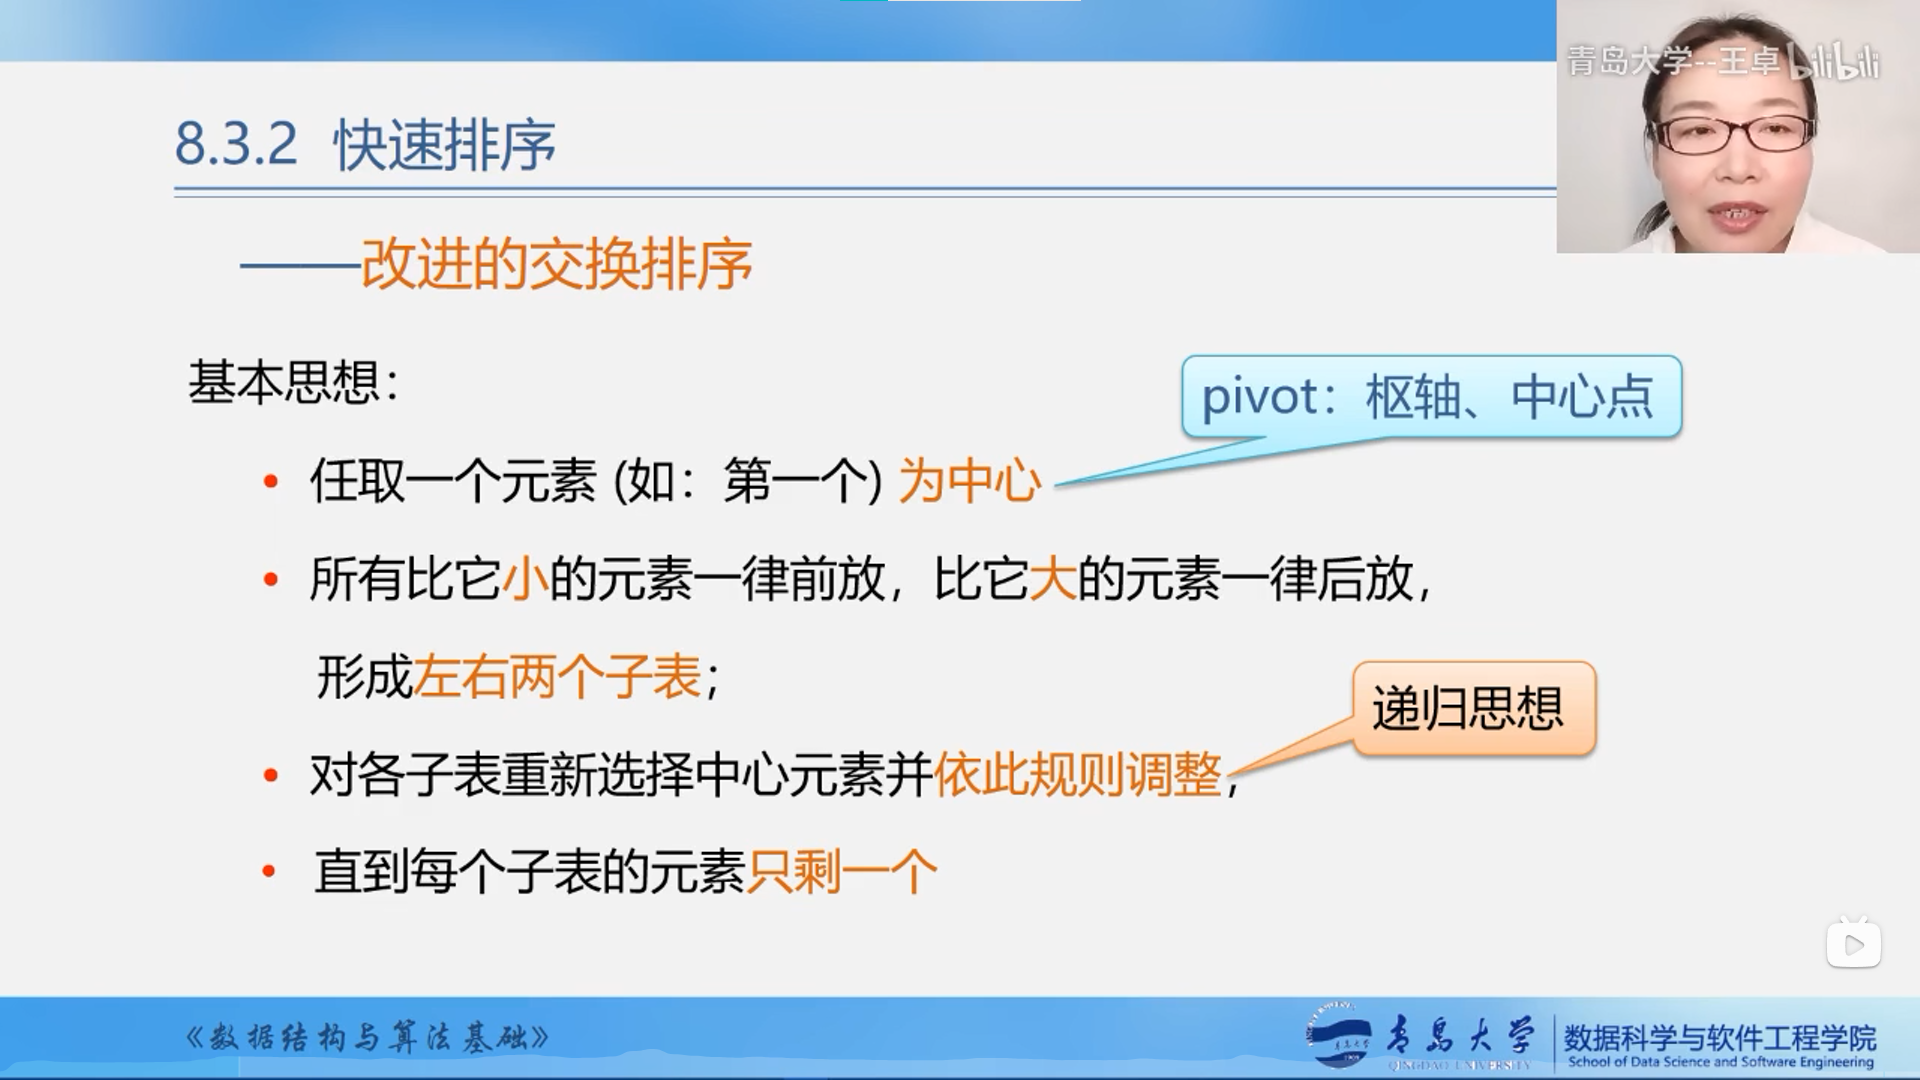 青岛大学--王卓 bilibili
8.3.2 快速排序
——改进的交换排序
基本思想：
pivot：枢轴、中心点
• 任取一个元素 (如：第一个) 为中心
• 所有比它小的元素一律前放，比它大的元素一律后放，
形成左右两个子表；
递归思想
• 对各子表重新选择中心元素并依此规则调整，
• 直到每个子表的元素只剩一个
《数据结构与算法基础》
青岛大学
QINGDAO UNIVERSITY
数据科学与软件工程学院
School of Data Science and Software Engineering